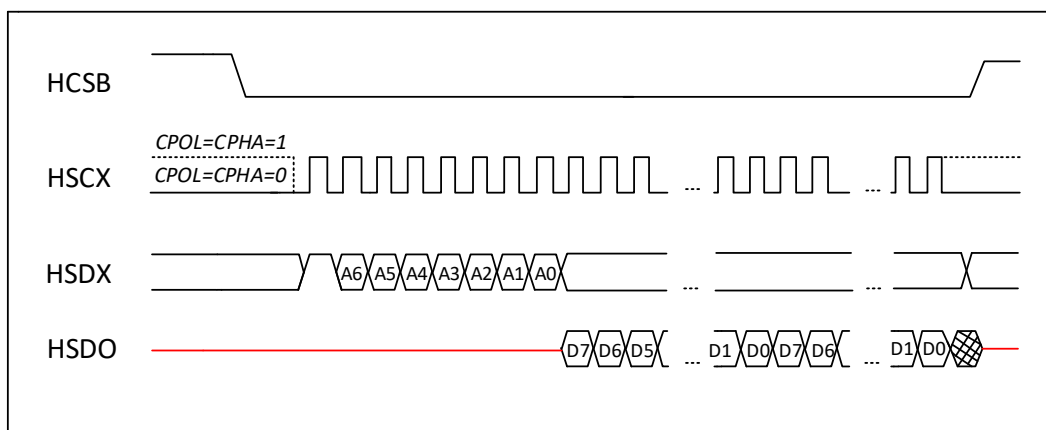 HCSB
CPOL=CPHA=1
HSCX CPOL=CPHA=0
... ...
HSDX A6 A5 A4 A3 A2 A1 A0 ... ...
HSDO D7 D6 D5 ... D1 D0 D7 D6 ... D1 D0